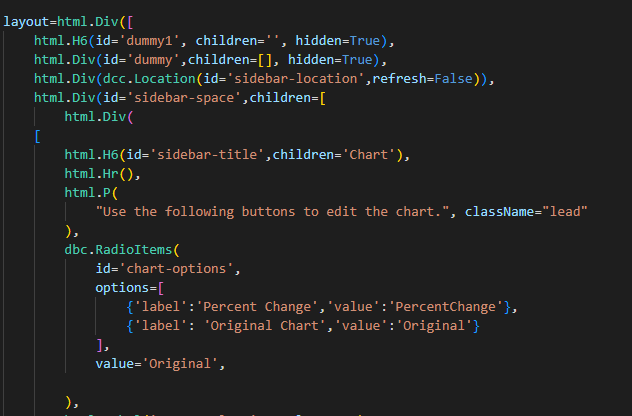 layout=html.Div([
    html.H6(id='dummy1', children='', hidden=True),
    html.Div(id='dummy',children=[], hidden=True),
    html.Div(dcc.Location(id='sidebar-location',refresh=False)),
    html.Div(id='sidebar-space',children=[
        html.Div(
    [
        html.H6(id='sidebar-title',children='Chart'),
        html.Hr(),
        html.P(
            "Use the following buttons to edit the chart.", className="lead"
        ),
        dbc.RadioItems(
            id='chart-options',
            options=[
                {'label':'Percent Change','value':'PercentChange'},
                {'label': 'Original Chart','value':'Original'}
            ],
            value='Original',
        ),